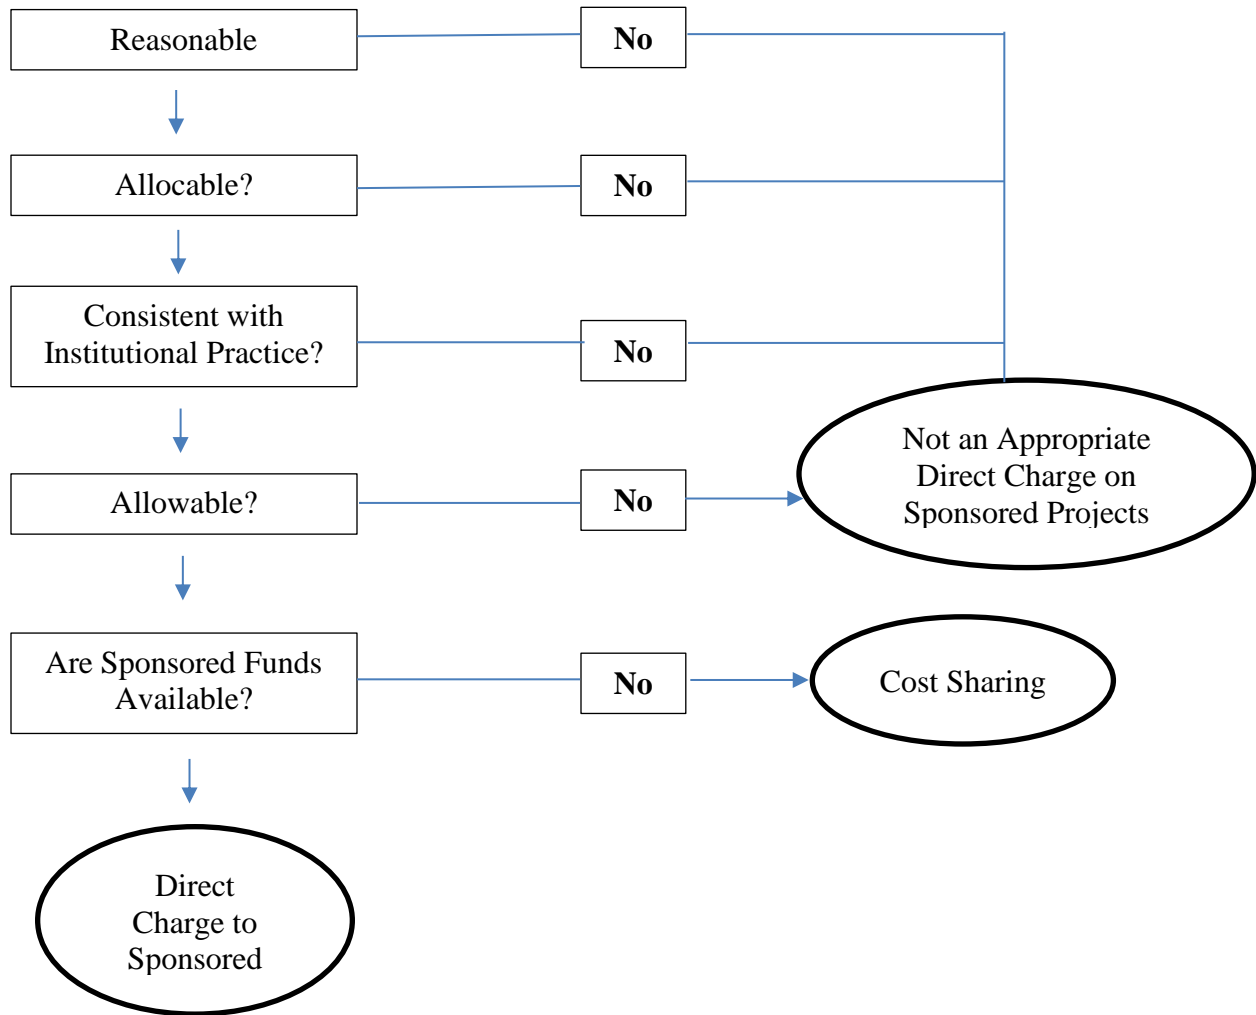 Reasonable
No
Allocable?
No
Consistent with
Institutional Practice?
No
Allowable?
No
Not an Appropriate
Direct Charge on
Sponsored Projects
Are Sponsored Funds
Available?
No
Cost Sharing
Direct
Charge to
Sponsored